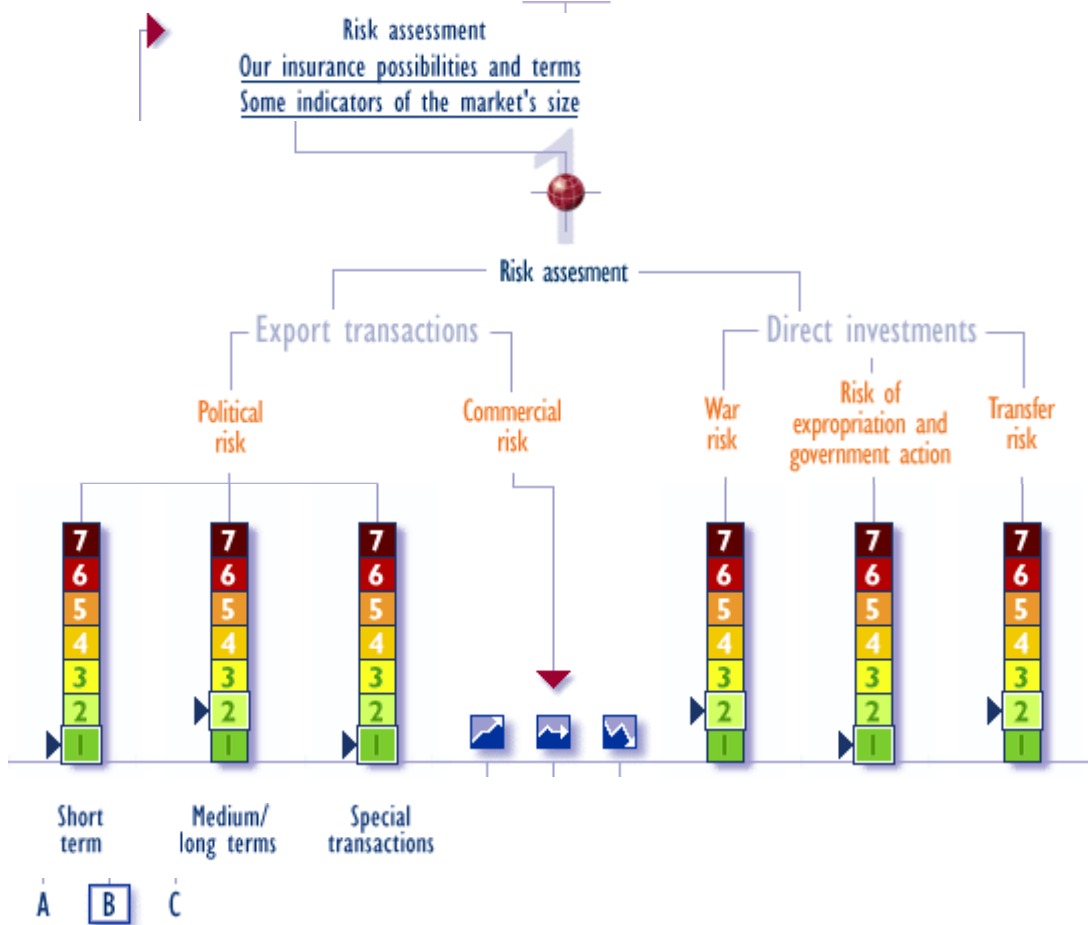 Risk assessment
Our insurance possibilities and terms
Some indicators of the market's size
1
Risk assesment
Export transactions
Direct investments
Political
risk
Commercial
risk
War
risk
Risk of
expropriation and
government action
Transfer
risk
7 7 7 7 7 7
6 6 6 6 6 6
5 5 5 5 5 5
4 4 4 4 4 4
3 3 3 3 3 3
2 2 2 2 2 2
1 1 1 1 1 1
Short
term
Medium/
long terms
Special
transactions
A B C